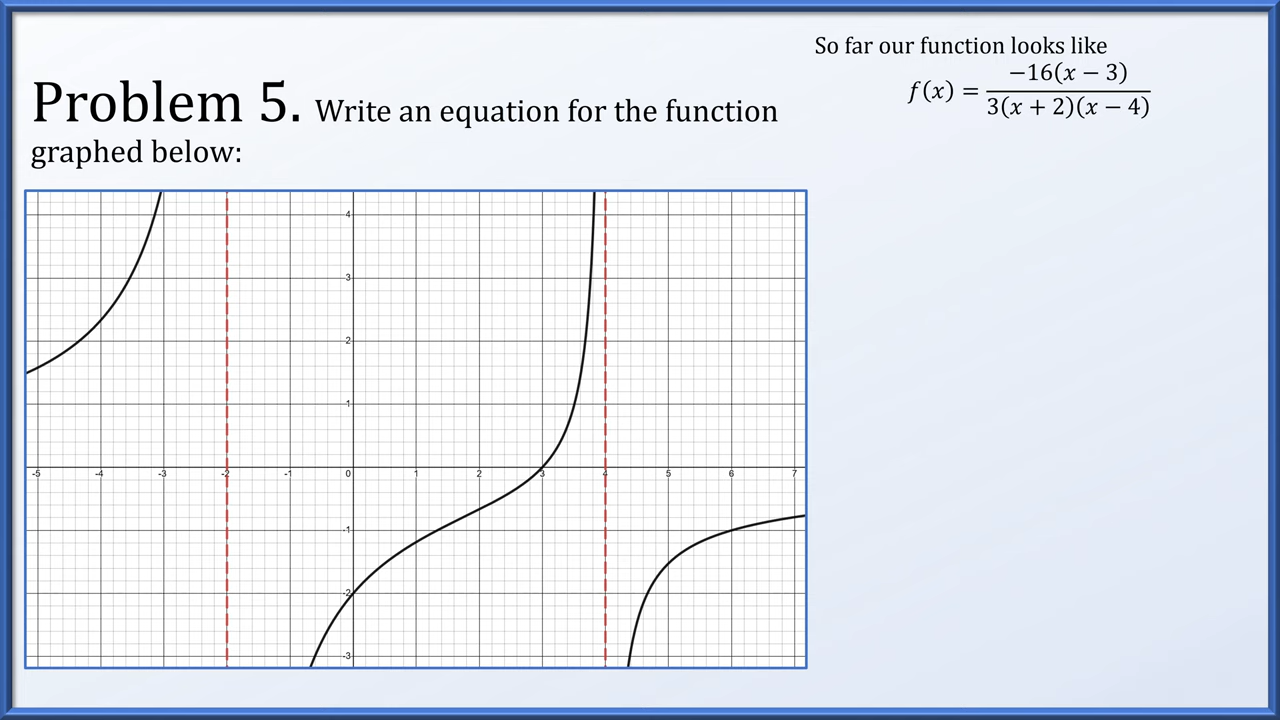 So far our function looks like
f(x) = −16(x − 3) / 3(x + 2)(x − 4)
Problem 5. Write an equation for the function
graphed below:
4
3
2
1
-5 -4 -3 -2 -1 0 1 2 3 4 5 6 7
-1
-2
-3